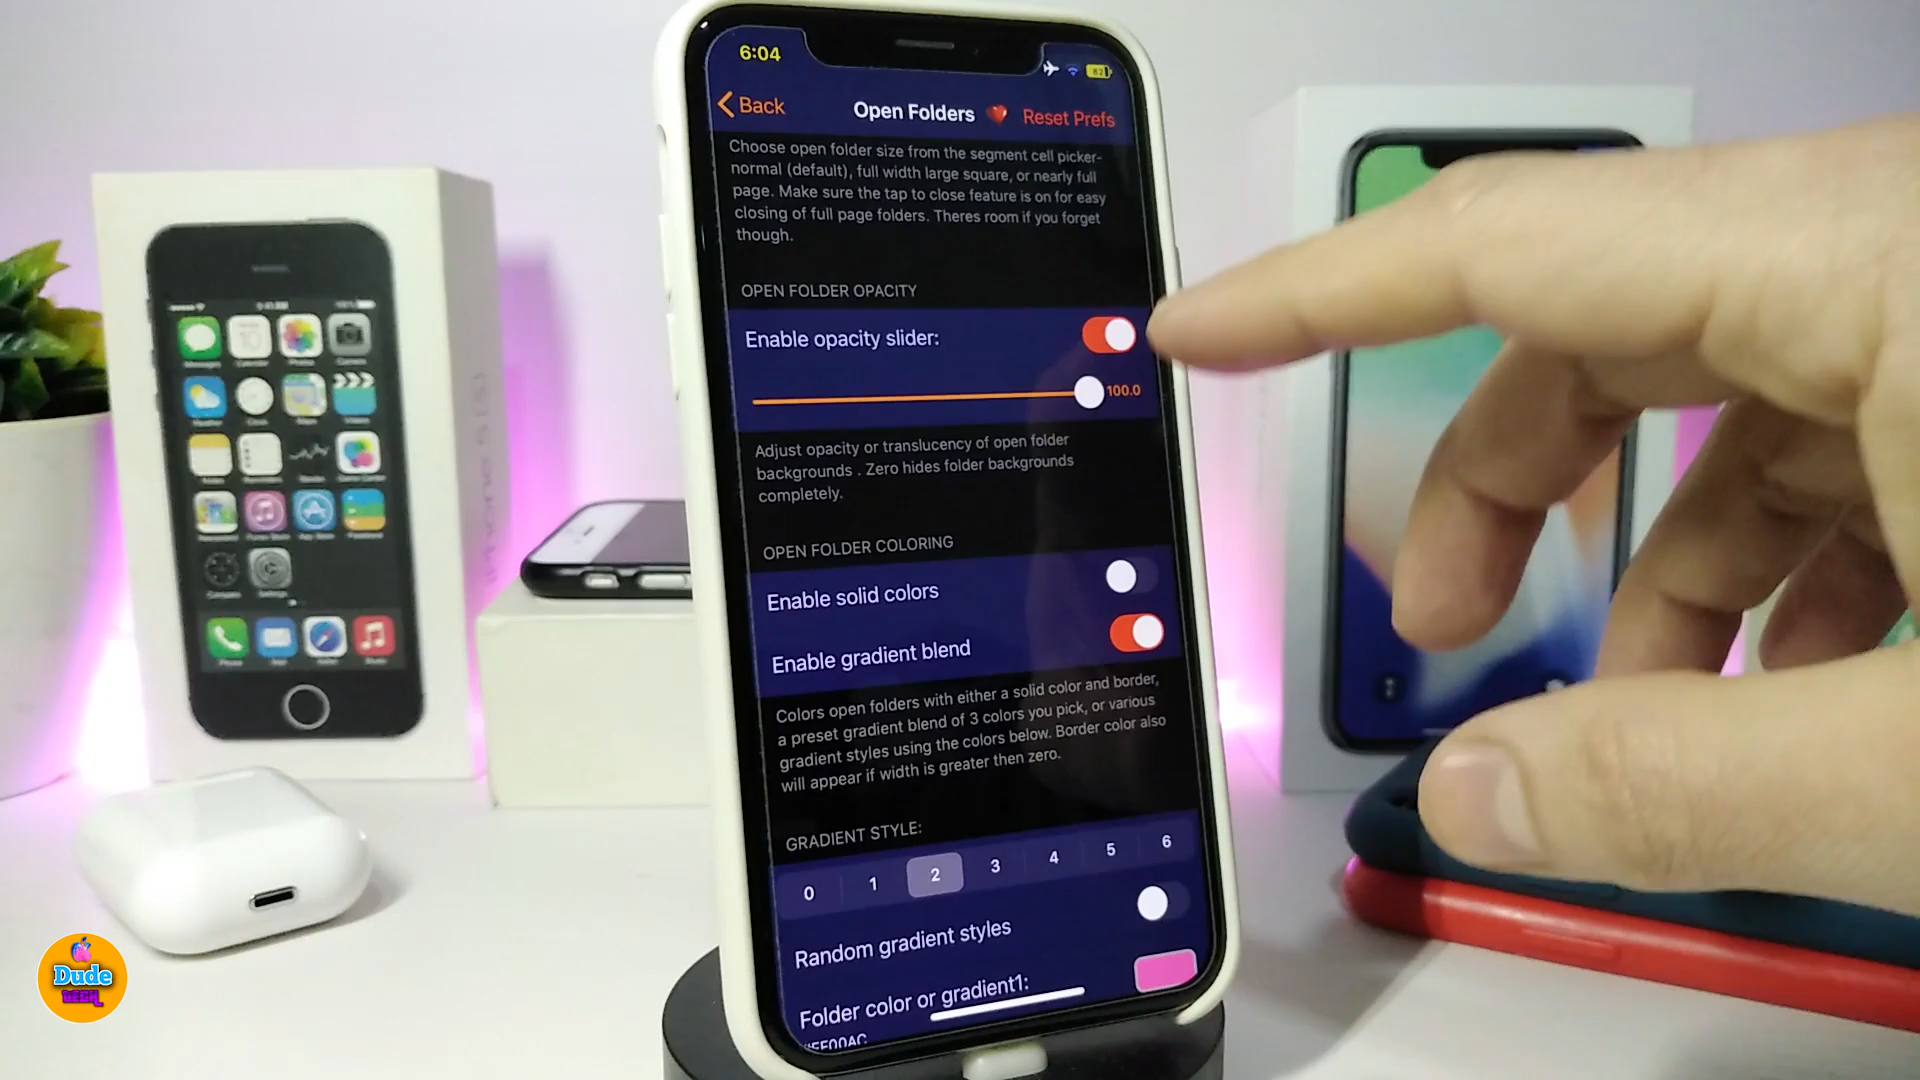 6:04
82
Back
Open Folders
Reset Prefs
Choose open folder size from the segment cell picker-
normal (default), full width large square, or nearly full
page. Make sure the tap to close feature is on for easy
closing of full page folders. Theres room if you forget
though.
OPEN FOLDER OPACITY
Enable opacity slider:
100.0
Adjust opacity or translucency of open folder
backgrounds . Zero hides folder backgrounds
completely.
OPEN FOLDER COLORING
Enable solid colors
Enable gradient blend
Colors open folders with either a solid color and border,
a preset gradient blend of 3 colors you pick, or various
gradient styles using the colors below. Border color also
will appear if width is greater then zero.
GRADIENT STYLE:
0 1 2 3 4 5 6
Random gradient styles
Folder color or gradient1:
iPhone 5s
Dude
TECH